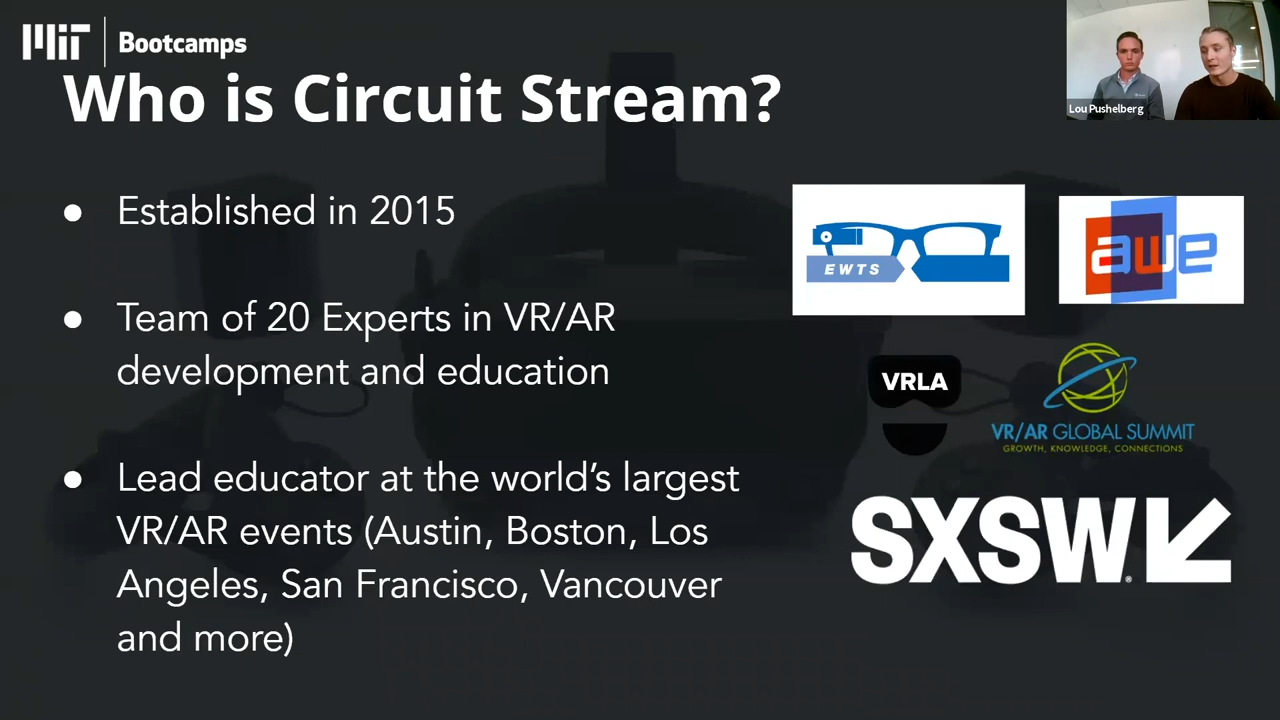 MIT Bootcamps
Who is Circuit Stream?
Lou Pushelberg
● Established in 2015
● Team of 20 Experts in VR/AR
development and education
● Lead educator at the world’s largest
VR/AR events (Austin, Boston, Los
Angeles, San Francisco, Vancouver
and more)
EWTS
awe
VRLA
VR/AR GLOBAL SUMMIT
GROWTH, KNOWLEDGE, CONNECTIONS
SXSW®